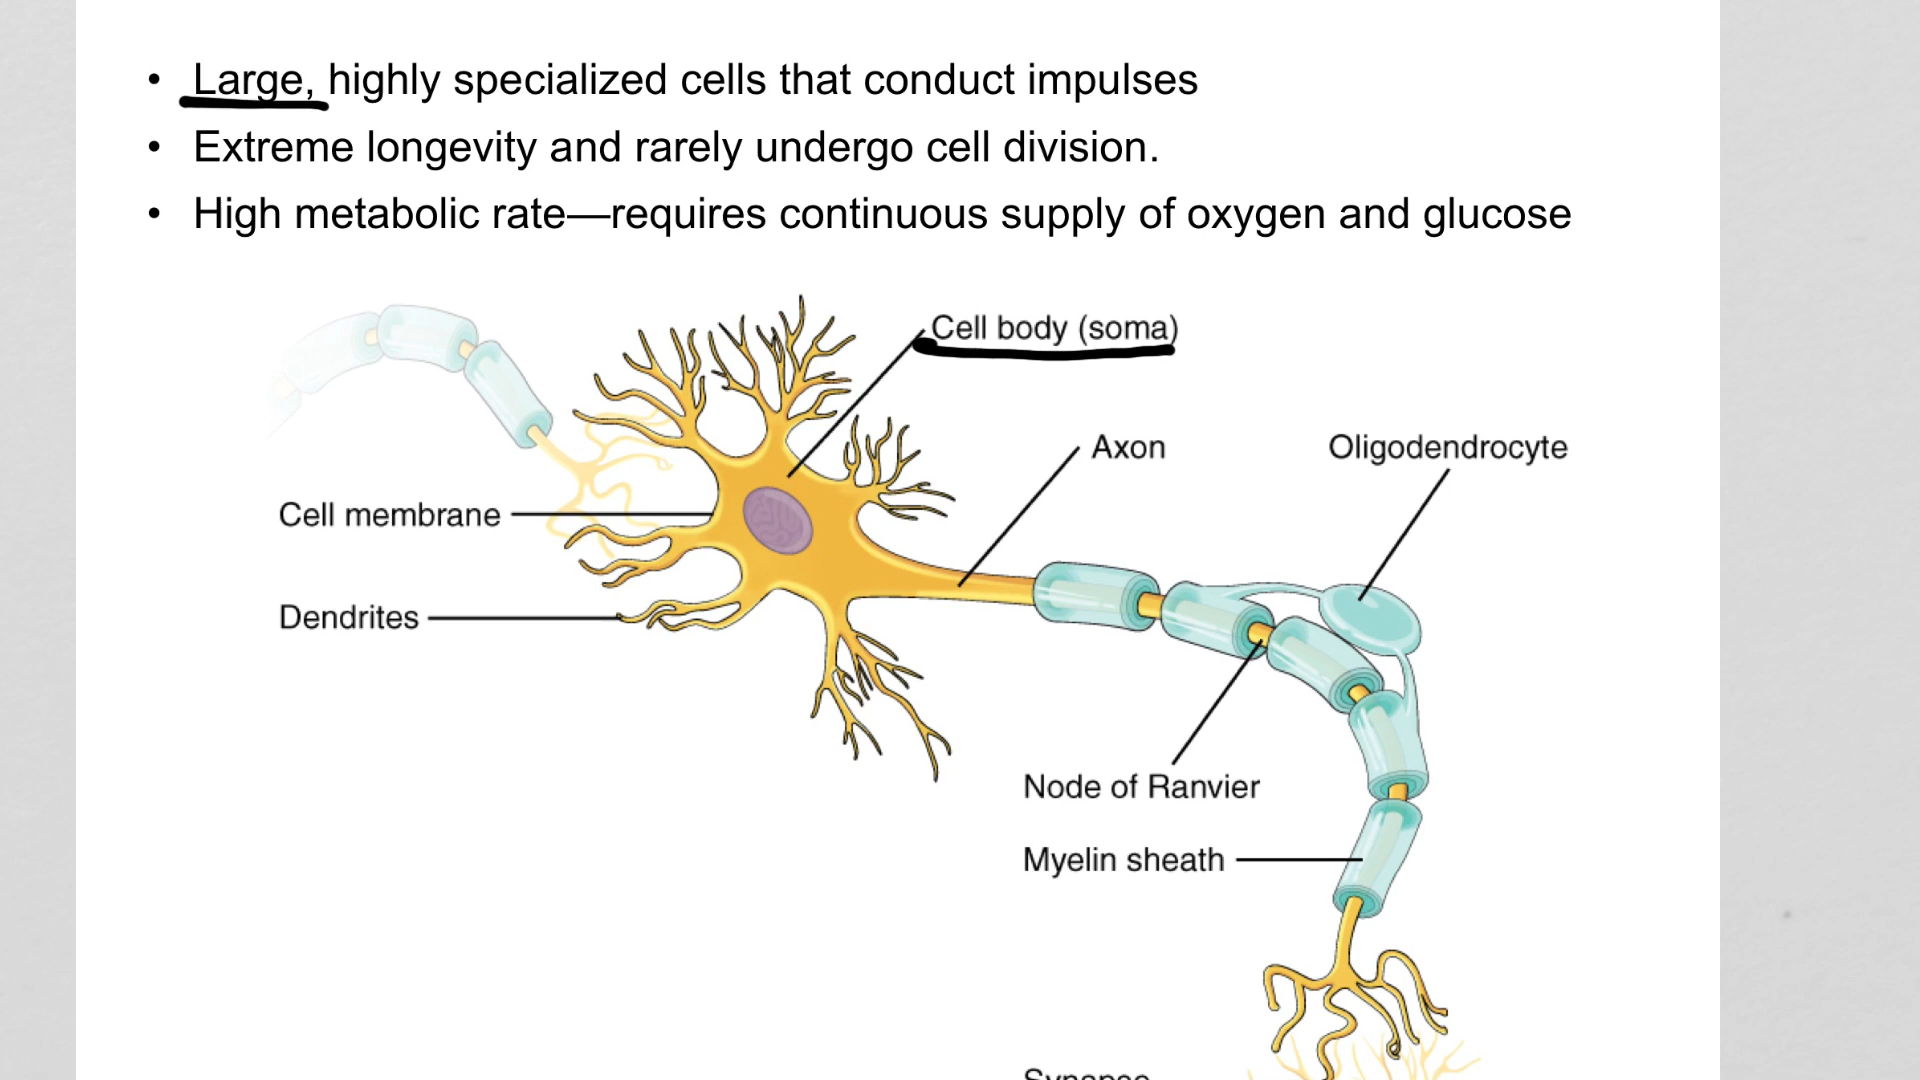 • Large, highly specialized cells that conduct impulses
• Extreme longevity and rarely undergo cell division.
• High metabolic rate—requires continuous supply of oxygen and glucose
Cell body (soma)
Axon
Oligodendrocyte
Cell membrane
Dendrites
Node of Ranvier
Myelin sheath
Synapse